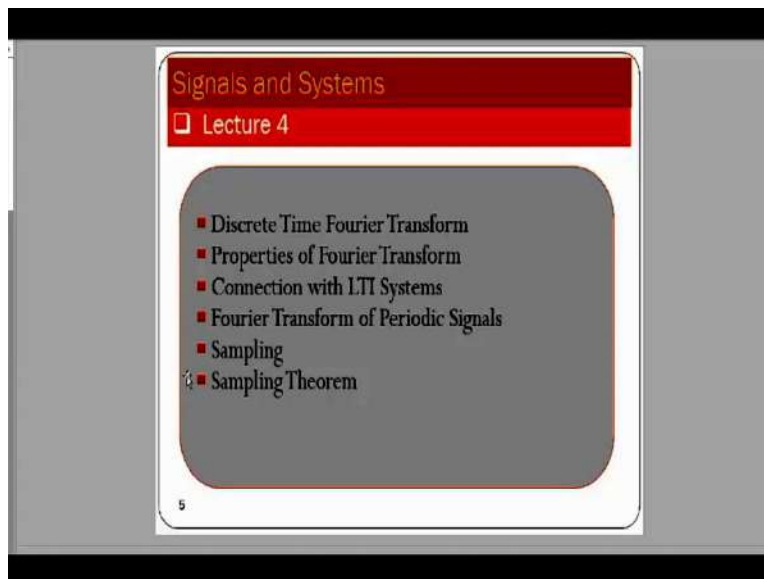 Signals and Systems
Lecture 4
Discrete Time Fourier Transform
Properties of Fourier Transform
Connection with LTI Systems
Fourier Transform of Periodic Signals
Sampling
Sampling Theorem
5